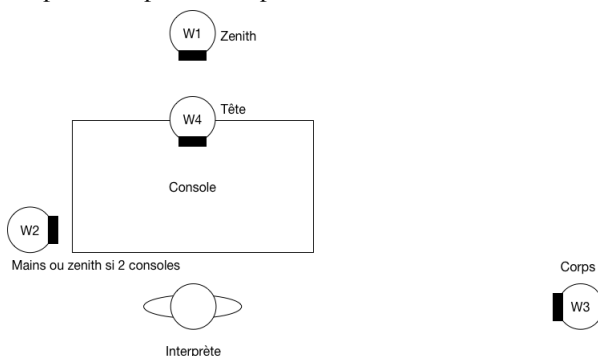 W1
Zenith
Tête
W4
Console
W2
Mains ou zenith si 2 consoles
Corps
W3
Interprète